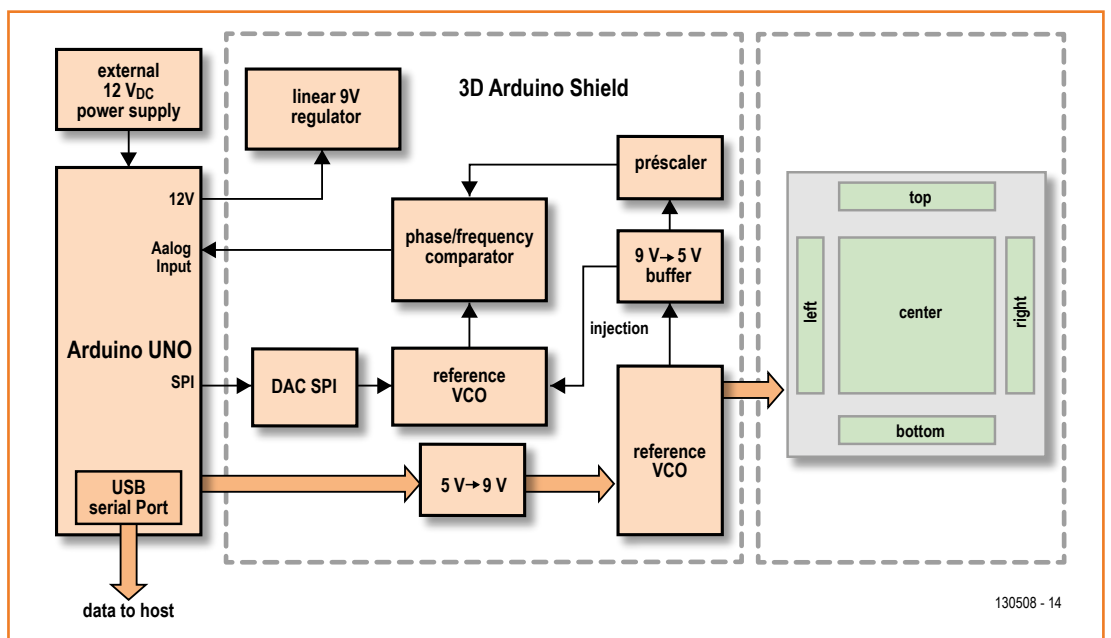 external
12 VDC
power supply
linear 9V
regulator
3D Arduino Shield
12V
Aalog
Input
Arduino UNO
SPI
USB
serial Port
data to host
phase/frequency
comparator
préscaler
9 V→5 V
buffer
injection
DAC SPI
reference
VCO
5 V→9 V
reference
VCO
top
left
center
right
bottom
130508 - 14